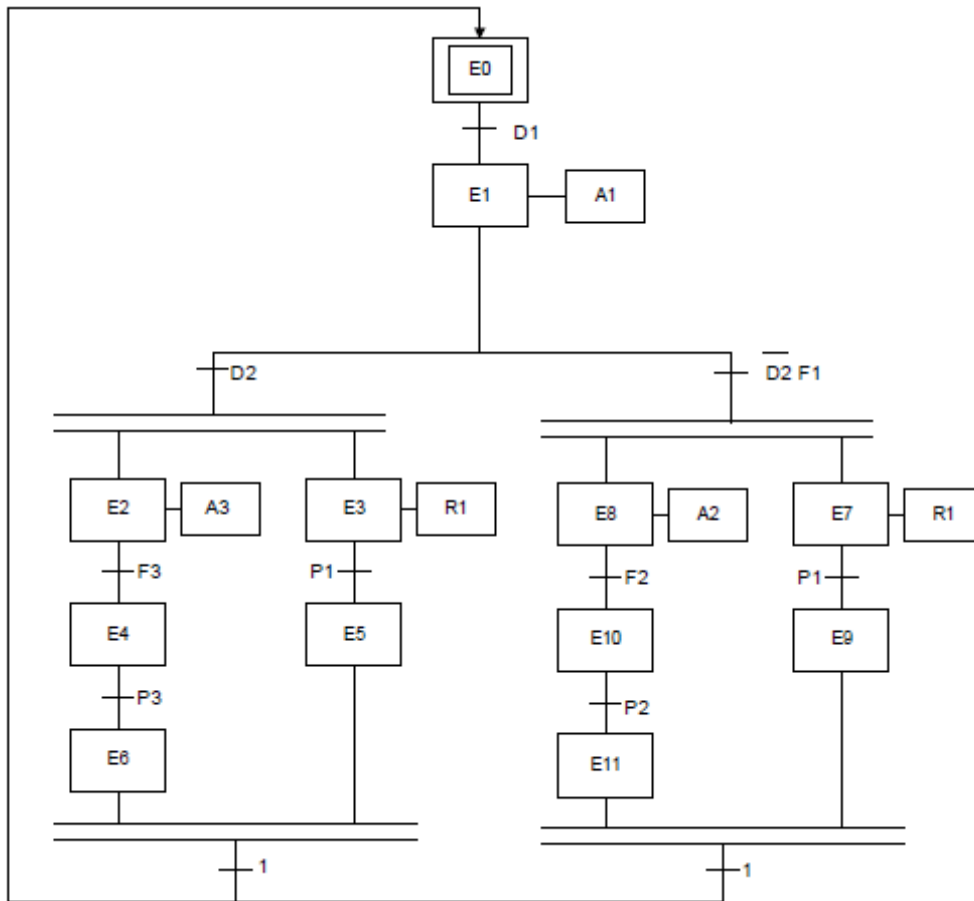 E0
D1
E1 A1
D2
D2 F1
E2 A3 E3 R1
E8 A2 E7 R1
F3 P1
F2 P1
E4 E5
E10 E9
P3
P2
E6
E11
1
1